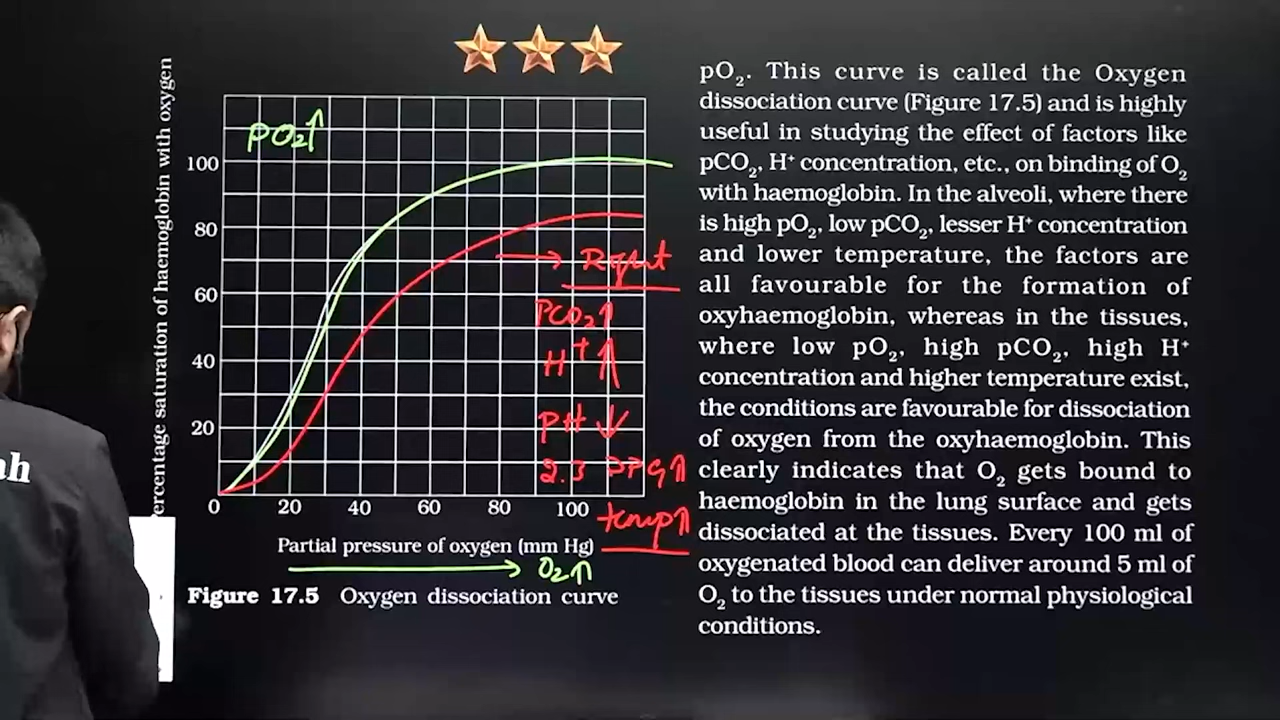 PO2↑
ercentage saturation of haemoglobin with oxygen
100
80
60
40
20
0 20 40 60 80 100
→ Right
PCO2↑
H+↑
PH↓
2.3 DPG↑
temp↑
Partial pressure of oxygen (mm Hg)
→ O2↑
Figure 17.5 Oxygen dissociation curve
pO2. This curve is called the Oxygen
dissociation curve (Figure 17.5) and is highly
useful in studying the effect of factors like
pCO2, H+ concentration, etc., on binding of O2
with haemoglobin. In the alveoli, where there
is high pO2, low pCO2, lesser H+ concentration
and lower temperature, the factors are
all favourable for the formation of
oxyhaemoglobin, whereas in the tissues,
where low pO2, high pCO2, high H+
concentration and higher temperature exist,
the conditions are favourable for dissociation
of oxygen from the oxyhaemoglobin. This
clearly indicates that O2 gets bound to
haemoglobin in the lung surface and gets
dissociated at the tissues. Every 100 ml of
oxygenated blood can deliver around 5 ml of
O2 to the tissues under normal physiological
conditions.
ah